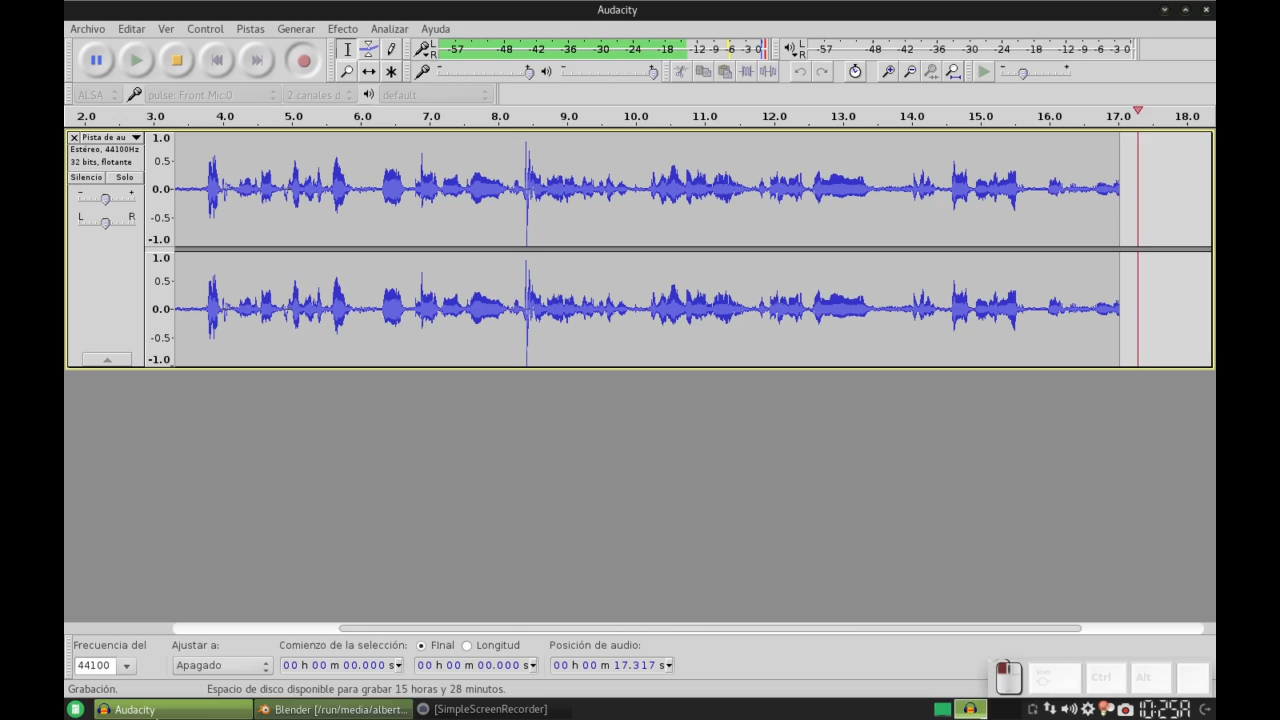 Audacity
Archivo Editar Ver Control Pistas Generar Efecto Analizar Ayuda
L R -57 -48 -42 -36 -30 -24 -18 -12 -9 -6 -3 0 L R -57 -48 -42 -36 -30 -24 -18 -12 -9 -6 -3 0
ALSA pulse: Front Mic:0 2 canales d default
2.0 3.0 4.0 5.0 6.0 7.0 8.0 9.0 10.0 11.0 12.0 13.0 14.0 15.0 16.0 17.0 18.0
Pista de au 1.0
Estéreo, 44100Hz
32 bits, flotante 0.5
Silencio Solo
- + 0.0
L R -0.5
-1.0
1.0
0.5
0.0
-0.5
-1.0
Frecuencia del Ajustar a: Comienzo de la selección: FInal Longitud Posición de audio:
44100 Apagado 00 h 00 m 00.000 s 00 h 00 m 00.000 s 00 h 00 m 17.317 s
Ctrl Alt
Grabación. Espacio de disco disponible para grabar 15 horas y 28 minutos.
Audacity Blender [/run/media/albert... [SimpleScreenRecorder] 10:25A